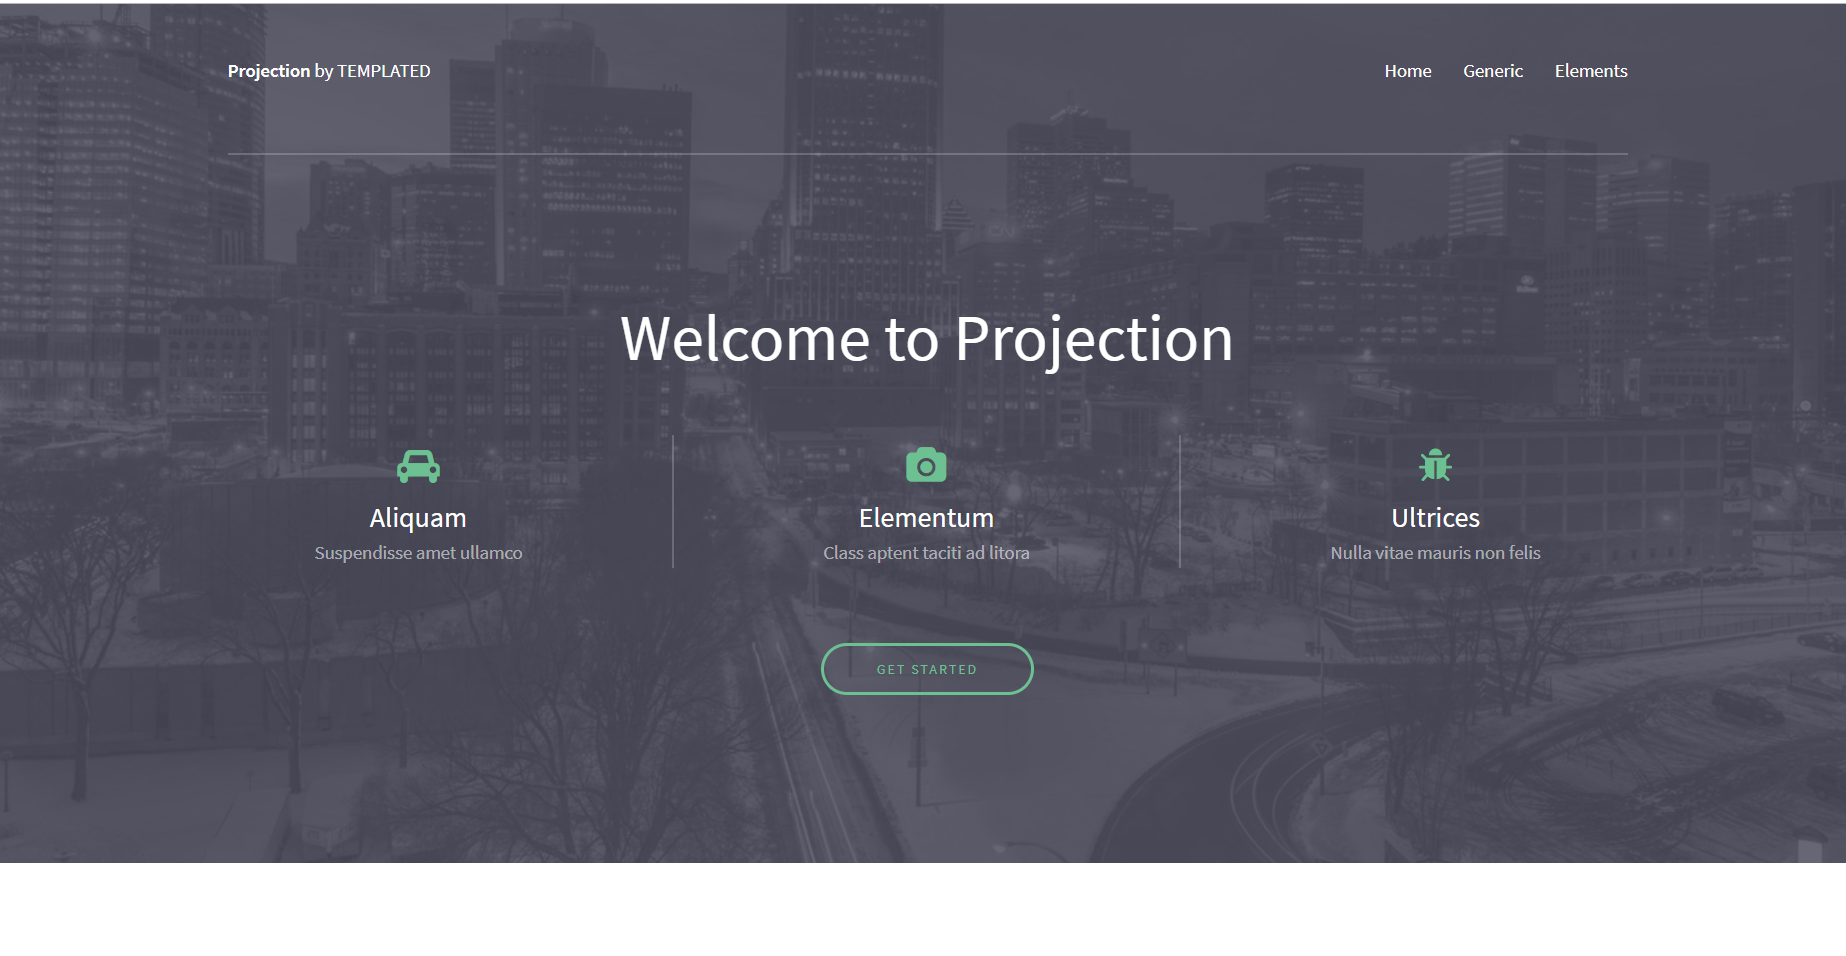 Projection by TEMPLATED
Home Generic Elements
Welcome to Projection
Aliquam
Suspendisse amet ullamco
Elementum
Class aptent taciti ad litora
Ultrices
Nulla vitae mauris non felis
GET STARTED